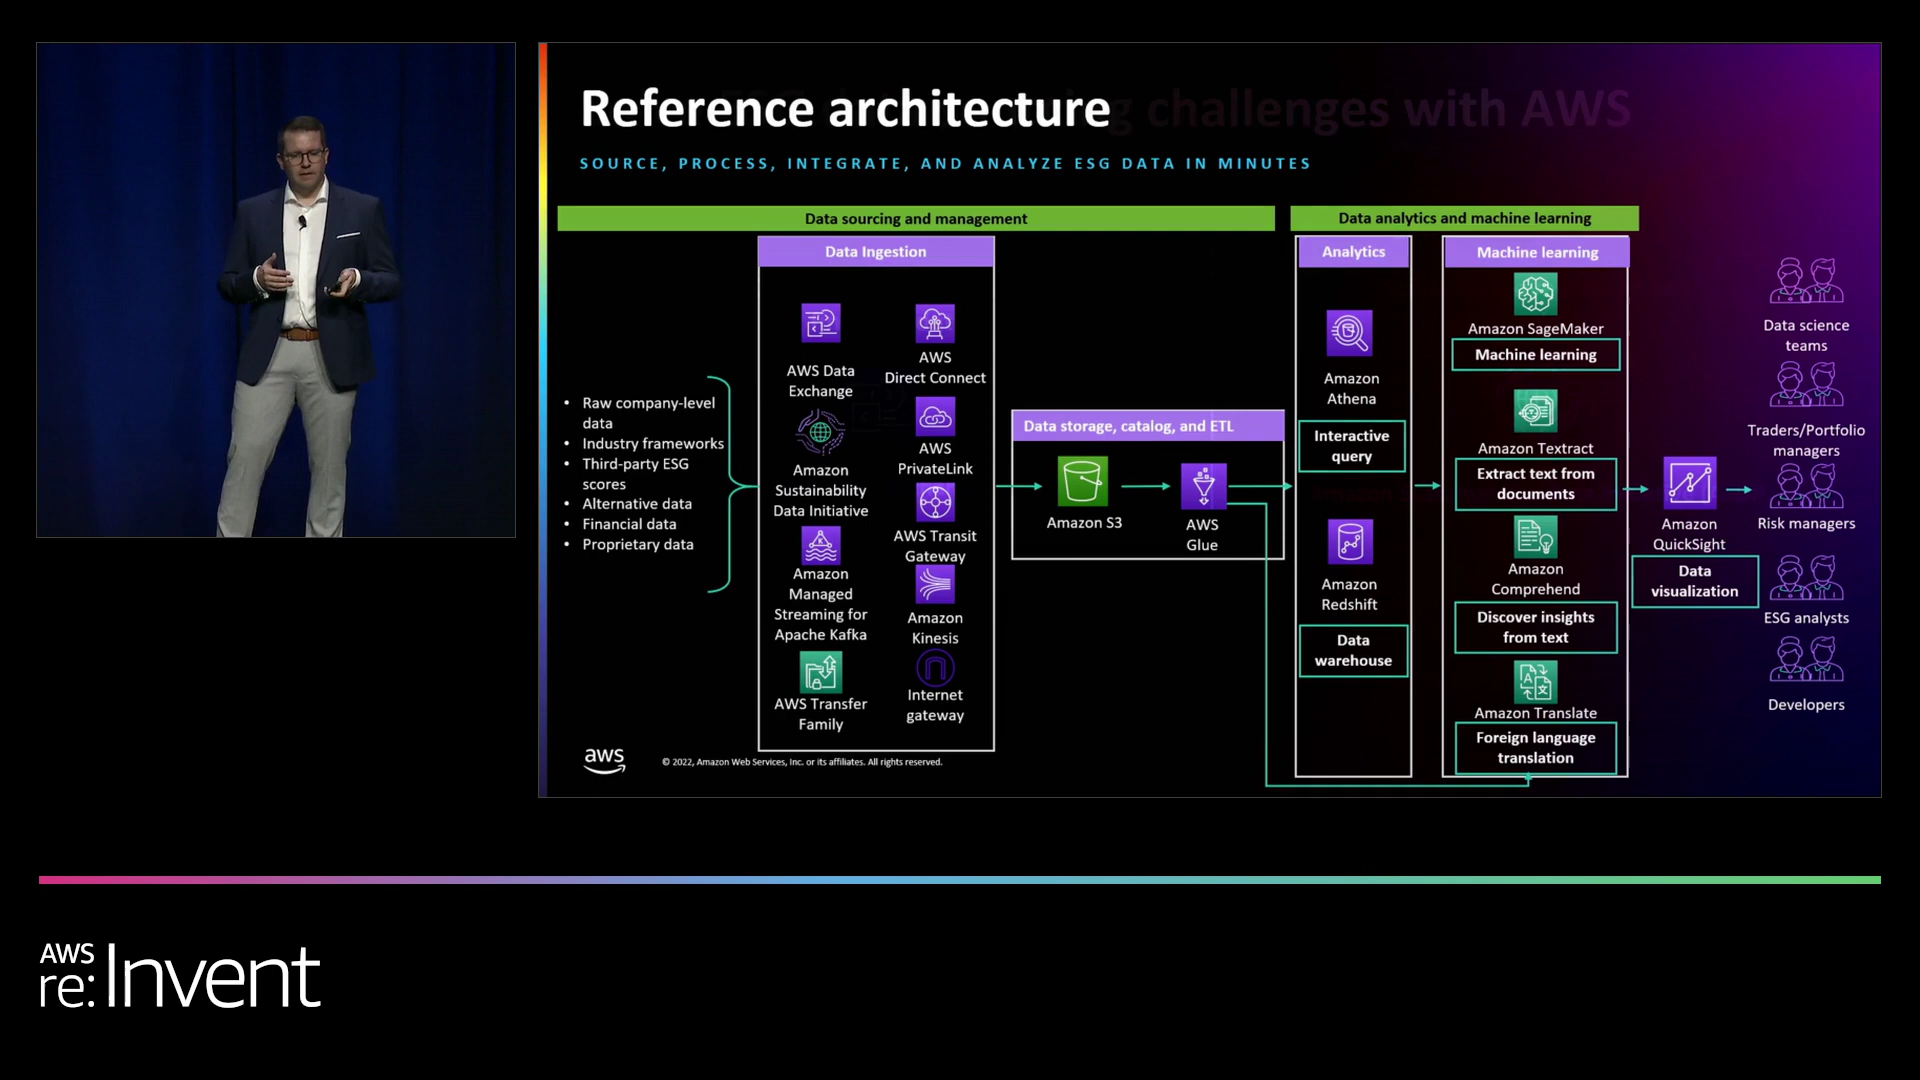 Reference architecture
g challenges with AWS
SOURCE, PROCESS, INTEGRATE, AND ANALYZE ESG DATA IN MINUTES
Data sourcing and management
Data analytics and machine learning
• Raw company-level
data
• Industry frameworks
• Third-party ESG
scores
• Alternative data
• Financial data
• Proprietary data
Data Ingestion
AWS Data
Exchange
Amazon
Sustainability
Data Initiative
Amazon
Managed
Streaming for
Apache Kafka
AWS Transfer
Family
AWS
Direct Connect
AWS
PrivateLink
AWS Transit
Gateway
Amazon
Kinesis
Internet
gateway
Data storage, catalog, and ETL
Amazon S3
AWS
Glue
Analytics
Amazon
Athena
Interactive
query
Amazon
Redshift
Data
warehouse
Machine learning
Amazon SageMaker
Machine learning
Amazon Textract
Extract text from
documents
Amazon
Comprehend
Discover insights
from text
Amazon Translate
Foreign language
translation
Amazon
QuickSight
Data
visualization
Data science
teams
Traders/Portfolio
managers
Risk managers
ESG analysts
Developers
aws
© 2022, Amazon Web Services, Inc. or its affiliates. All rights reserved.
AWS
re:Invent